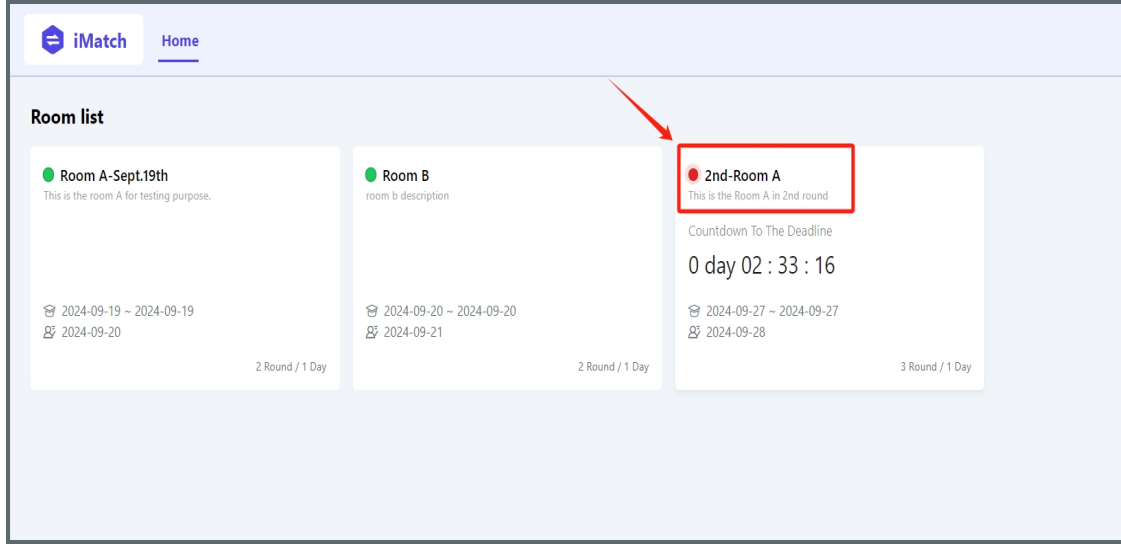 iMatch
Home
Room list
Room A-Sept.19th
This is the room A for testing purpose.
2024-09-19 ~ 2024-09-19
2024-09-20
2 Round / 1 Day
Room B
room b description
2024-09-20 ~ 2024-09-20
2024-09-21
2 Round / 1 Day
2nd-Room A
This is the Room A in 2nd round
Countdown To The Deadline
0 day 02 : 33 : 16
2024-09-27 ~ 2024-09-27
2024-09-28
3 Round / 1 Day